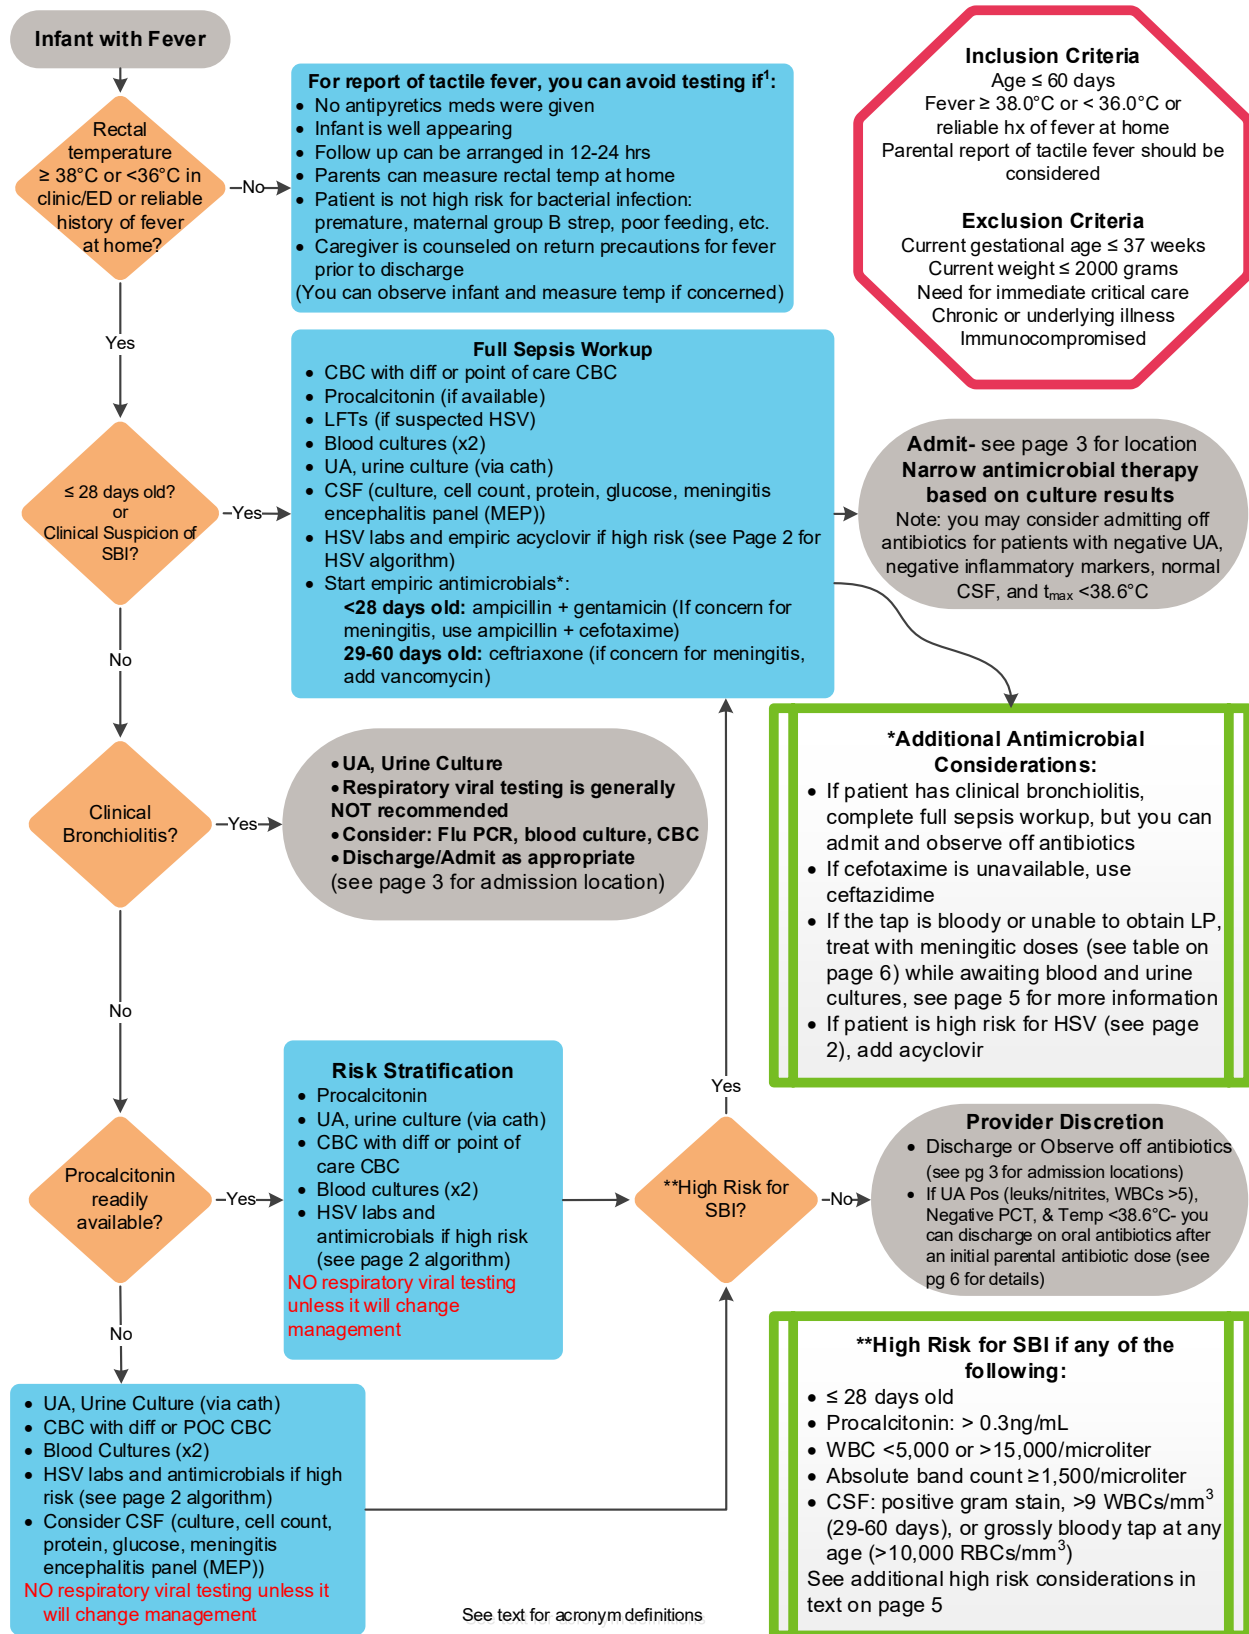 Infant with Fever
Rectal
temperature
≥ 38°C or <36°C in
clinic/ED or reliable
history of fever
at home?
No
For report of tactile fever, you can avoid testing if1:
• No antipyretics meds were given
• Infant is well appearing
• Follow up can be arranged in 12-24 hrs
• Parents can measure rectal temp at home
• Patient is not high risk for bacterial infection:
premature, maternal group B strep, poor feeding, etc.
• Caregiver is counseled on return precautions for fever
prior to discharge
(You can observe infant and measure temp if concerned)
Inclusion Criteria
Age ≤ 60 days
Fever ≥ 38.0°C or < 36.0°C or
reliable hx of fever at home
Parental report of tactile fever should be
considered
Exclusion Criteria
Current gestational age ≤ 37 weeks
Current weight ≤ 2000 grams
Need for immediate critical care
Chronic or underlying illness
Immunocompromised
Yes
≤ 28 days old?
or
Clinical Suspicion of
SBI?
Yes
Full Sepsis Workup
• CBC with diff or point of care CBC
• Procalcitonin (if available)
• LFTs (if suspected HSV)
• Blood cultures (x2)
• UA, urine culture (via cath)
• CSF (culture, cell count, protein, glucose, meningitis
encephalitis panel (MEP))
• HSV labs and empiric acyclovir if high risk (see Page 2 for
HSV algorithm)
• Start empiric antimicrobials*:
<28 days old: ampicillin + gentamicin (If concern for
meningitis, use ampicillin + cefotaxime)
29-60 days old: ceftriaxone (if concern for meningitis,
add vancomycin)
Admit- see page 3 for location
Narrow antimicrobial therapy
based on culture results
Note: you may consider admitting off
antibiotics for patients with negative UA,
negative inflammatory markers, normal
CSF, and tmax <38.6°C
No
Clinical
Bronchiolitis?
Yes
• UA, Urine Culture
• Respiratory viral testing is generally
NOT recommended
• Consider: Flu PCR, blood culture, CBC
• Discharge/Admit as appropriate
(see page 3 for admission location)
*Additional Antimicrobial
Considerations:
• If patient has clinical bronchiolitis,
complete full sepsis workup, but you can
admit and observe off antibiotics
• If cefotaxime is unavailable, use
ceftazidime
• If the tap is bloody or unable to obtain LP,
treat with meningitic doses (see table on
page 6) while awaiting blood and urine
cultures, see page 5 for more information
• If patient is high risk for HSV (see page
2), add acyclovir
No
Procalcitonin
readily
available?
Yes
Risk Stratification
• Procalcitonin
• UA, urine culture (via cath)
• CBC with diff or point of
care CBC
• Blood cultures (x2)
• HSV labs and
antimicrobials if high risk
(see page 2 algorithm)
NO respiratory viral testing
unless it will change
management
Yes
**High Risk for
SBI?
No
Provider Discretion
• Discharge or Observe off antibiotics
(see pg 3 for admission locations)
• If UA Pos (leuks/nitrites, WBCs >5),
Negative PCT, & Temp <38.6°C- you
can discharge on oral antibiotics after
an initial parental antibiotic dose (see
pg 6 for details)
No
• UA, Urine Culture (via cath)
• CBC with diff or POC CBC
• Blood Cultures (x2)
• HSV labs and antimicrobials if high
risk (see page 2 algorithm)
• Consider CSF (culture, cell count,
protein, glucose, meningitis
encephalitis panel (MEP))
NO respiratory viral testing unless it
will change management
**High Risk for SBI if any of the
following:
• ≤ 28 days old
• Procalcitonin: > 0.3ng/mL
• WBC <5,000 or >15,000/microliter
• Absolute band count ≥1,500/microliter
• CSF: positive gram stain, >9 WBCs/mm3
(29-60 days), or grossly bloody tap at any
age (>10,000 RBCs/mm3)
See additional high risk considerations in
text on page 5
See text for acronym definitions